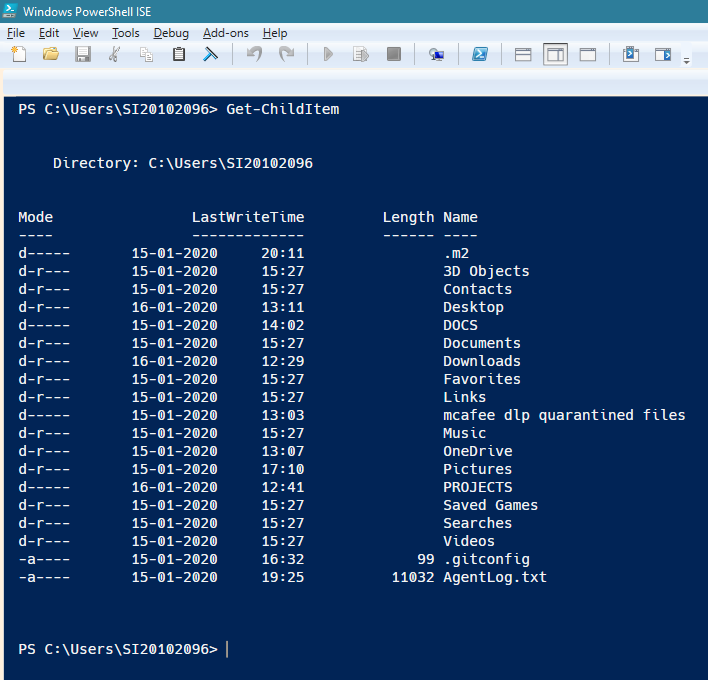 Windows PowerShell ISE
File Edit View Tools Debug Add-ons Help
PS C:\Users\SI20102096> Get-ChildItem
Directory: C:\Users\SI20102096
Mode LastWriteTime Length Name
---- ------------- ------ ----
d----- 15-01-2020 20:11 .m2
d-r--- 15-01-2020 15:27 3D Objects
d-r--- 15-01-2020 15:27 Contacts
d-r--- 16-01-2020 13:11 Desktop
d----- 15-01-2020 14:02 DOCS
d-r--- 15-01-2020 15:27 Documents
d-r--- 16-01-2020 12:29 Downloads
d-r--- 15-01-2020 15:27 Favorites
d-r--- 15-01-2020 15:27 Links
d----- 15-01-2020 13:03 mcafee dlp quarantined files
d-r--- 15-01-2020 15:27 Music
d-r--- 15-01-2020 13:07 OneDrive
d-r--- 15-01-2020 17:10 Pictures
d----- 16-01-2020 12:41 PROJECTS
d-r--- 15-01-2020 15:27 Saved Games
d-r--- 15-01-2020 15:27 Searches
d-r--- 15-01-2020 15:27 Videos
-a---- 15-01-2020 16:32 99 .gitconfig
-a---- 15-01-2020 19:25 11032 AgentLog.txt
PS C:\Users\SI20102096>